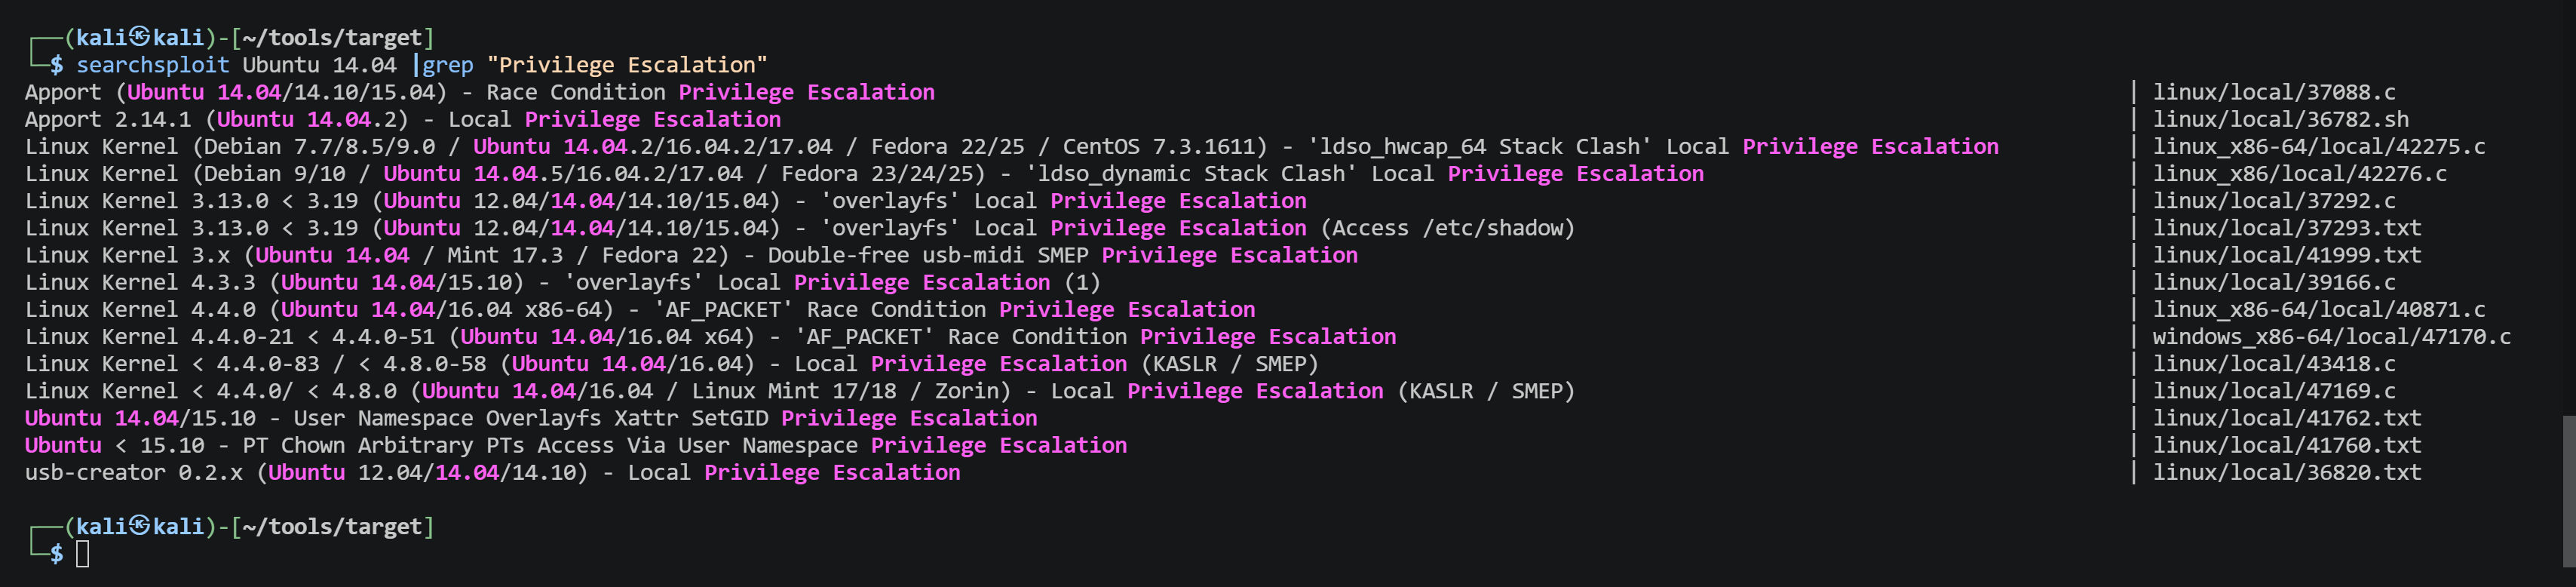 ┌──(kali㉿kali)-[~/tools/target]
└─$ searchsploit Ubuntu 14.04 |grep "Privilege Escalation"
Apport (Ubuntu 14.04/14.10/15.04) - Race Condition Privilege Escalation | linux/local/37088.c
Apport 2.14.1 (Ubuntu 14.04.2) - Local Privilege Escalation | linux/local/36782.sh
Linux Kernel (Debian 7.7/8.5/9.0 / Ubuntu 14.04.2/16.04.2/17.04 / Fedora 22/25 / CentOS 7.3.1611) - 'ldso_hwcap_64 Stack Clash' Local Privilege Escalation | linux_x86-64/local/42275.c
Linux Kernel (Debian 9/10 / Ubuntu 14.04.5/16.04.2/17.04 / Fedora 23/24/25) - 'ldso_dynamic Stack Clash' Local Privilege Escalation | linux_x86/local/42276.c
Linux Kernel 3.13.0 < 3.19 (Ubuntu 12.04/14.04/14.10/15.04) - 'overlayfs' Local Privilege Escalation | linux/local/37292.c
Linux Kernel 3.13.0 < 3.19 (Ubuntu 12.04/14.04/14.10/15.04) - 'overlayfs' Local Privilege Escalation (Access /etc/shadow) | linux/local/37293.txt
Linux Kernel 3.x (Ubuntu 14.04 / Mint 17.3 / Fedora 22) - Double-free usb-midi SMEP Privilege Escalation | linux/local/41999.txt
Linux Kernel 4.3.3 (Ubuntu 14.04/15.10) - 'overlayfs' Local Privilege Escalation (1) | linux/local/39166.c
Linux Kernel 4.4.0 (Ubuntu 14.04/16.04 x86-64) - 'AF_PACKET' Race Condition Privilege Escalation | linux_x86-64/local/40871.c
Linux Kernel 4.4.0-21 < 4.4.0-51 (Ubuntu 14.04/16.04 x64) - 'AF_PACKET' Race Condition Privilege Escalation | windows_x86-64/local/47170.c
Linux Kernel < 4.4.0-83 / < 4.8.0-58 (Ubuntu 14.04/16.04) - Local Privilege Escalation (KASLR / SMEP) | linux/local/43418.c
Linux Kernel < 4.4.0/ < 4.8.0 (Ubuntu 14.04/16.04 / Linux Mint 17/18 / Zorin) - Local Privilege Escalation (KASLR / SMEP) | linux/local/47169.c
Ubuntu 14.04/15.10 - User Namespace Overlayfs Xattr SetGID Privilege Escalation | linux/local/41762.txt
Ubuntu < 15.10 - PT Chown Arbitrary PTs Access Via User Namespace Privilege Escalation | linux/local/41760.txt
usb-creator 0.2.x (Ubuntu 12.04/14.04/14.10) - Local Privilege Escalation | linux/local/36820.txt
┌──(kali㉿kali)-[~/tools/target]
└─$